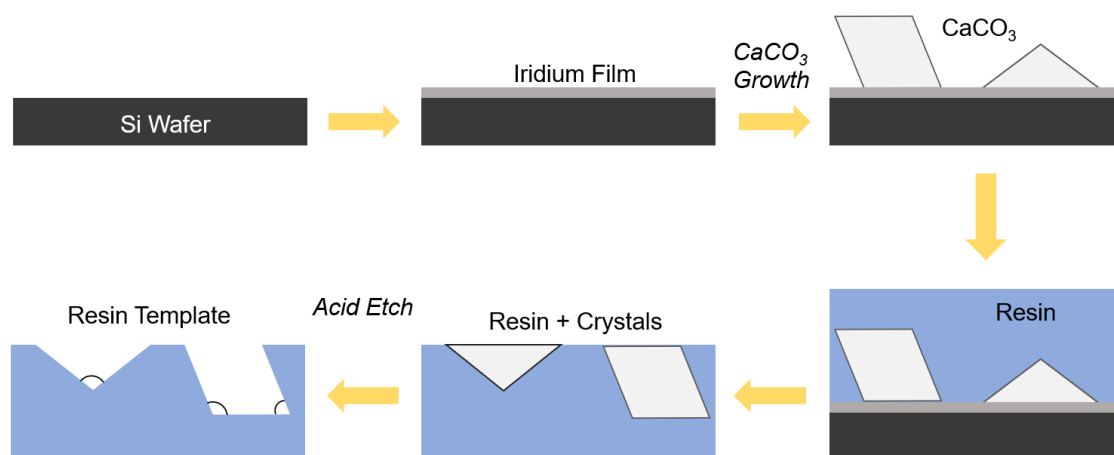 Si Wafer
Iridium Film
CaCO₃
Growth
CaCO₃
Resin
Resin + Crystals
Acid Etch
Resin Template